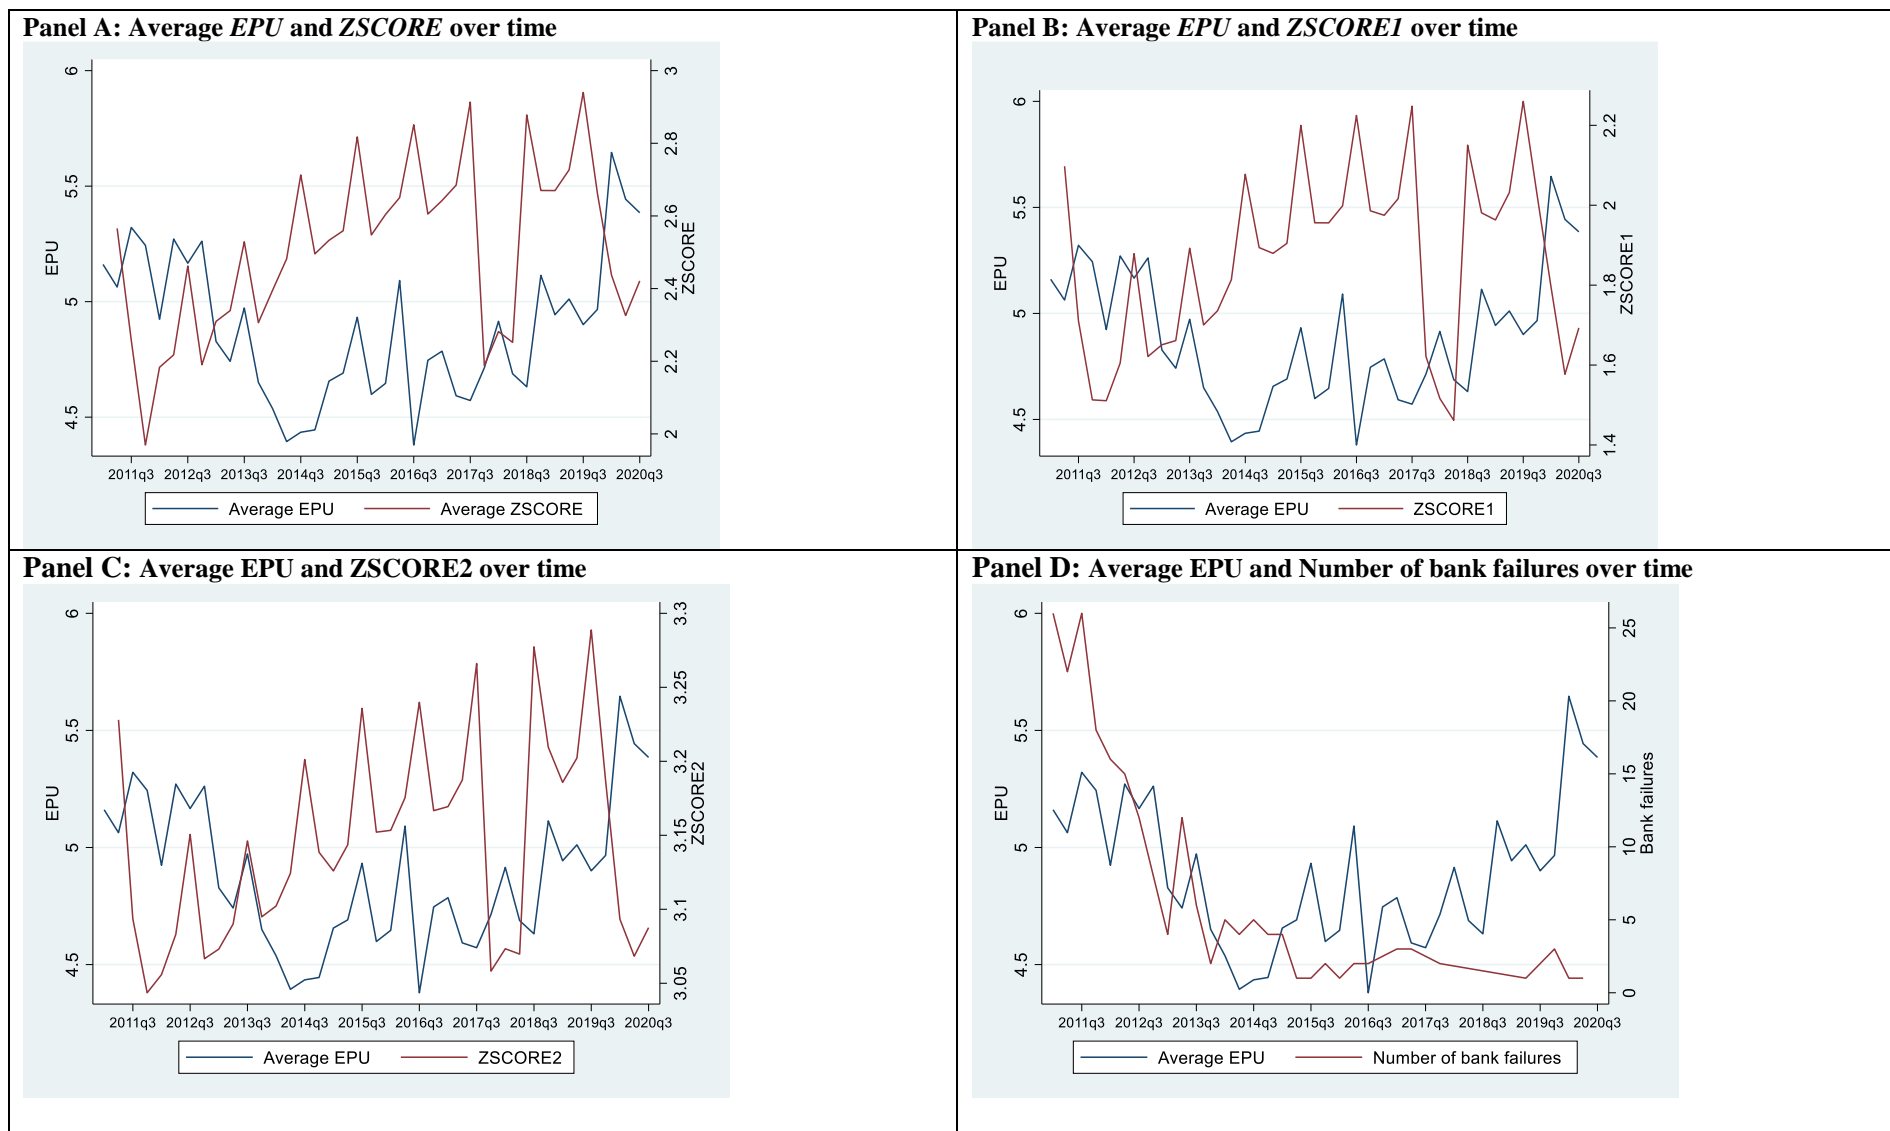 Panel A: Average EPU and ZSCORE over time
6
5.5
5
4.5
EPU
3
2.8
2.6
2.4
2.2
2
ZSCORE
2011q3 2012q3 2013q3 2014q3 2015q3 2016q3 2017q3 2018q3 2019q3 2020q3
Average EPU Average ZSCORE
Panel B: Average EPU and ZSCORE1 over time
6
5.5
5
4.5
EPU
2.2
2
1.8
1.6
1.4
ZSCORE1
2011q3 2012q3 2013q3 2014q3 2015q3 2016q3 2017q3 2018q3 2019q3 2020q3
Average EPU ZSCORE1
Panel C: Average EPU and ZSCORE2 over time
6
5.5
5
4.5
EPU
3.3
3.25
3.2
3.15
3.1
3.05
ZSCORE2
2011q3 2012q3 2013q3 2014q3 2015q3 2016q3 2017q3 2018q3 2019q3 2020q3
Average EPU ZSCORE2
Panel D: Average EPU and Number of bank failures over time
6
5.5
5
4.5
EPU
25
20
15
10
5
0
Bank failures
2011q3 2012q3 2013q3 2014q3 2015q3 2016q3 2017q3 2018q3 2019q3 2020q3
Average EPU Number of bank failures